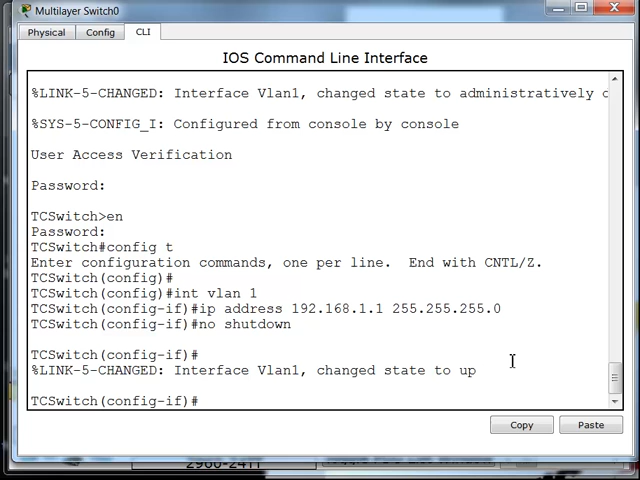 Multilayer Switch0
Physical Config CLI
IOS Command Line Interface
%LINK-5-CHANGED: Interface Vlan1, changed state to administratively
%SYS-5-CONFIG_I: Configured from console by console
User Access Verification
Password:
TCSwitch>en
Password:
TCSwitch#config t
Enter configuration commands, one per line.  End with CNTL/Z.
TCSwitch(config)#
TCSwitch(config)#int vlan 1
TCSwitch(config-if)#ip address 192.168.1.1 255.255.255.0
TCSwitch(config-if)#no shutdown
TCSwitch(config-if)#
%LINK-5-CHANGED: Interface Vlan1, changed state to up
TCSwitch(config-if)#
Copy Paste